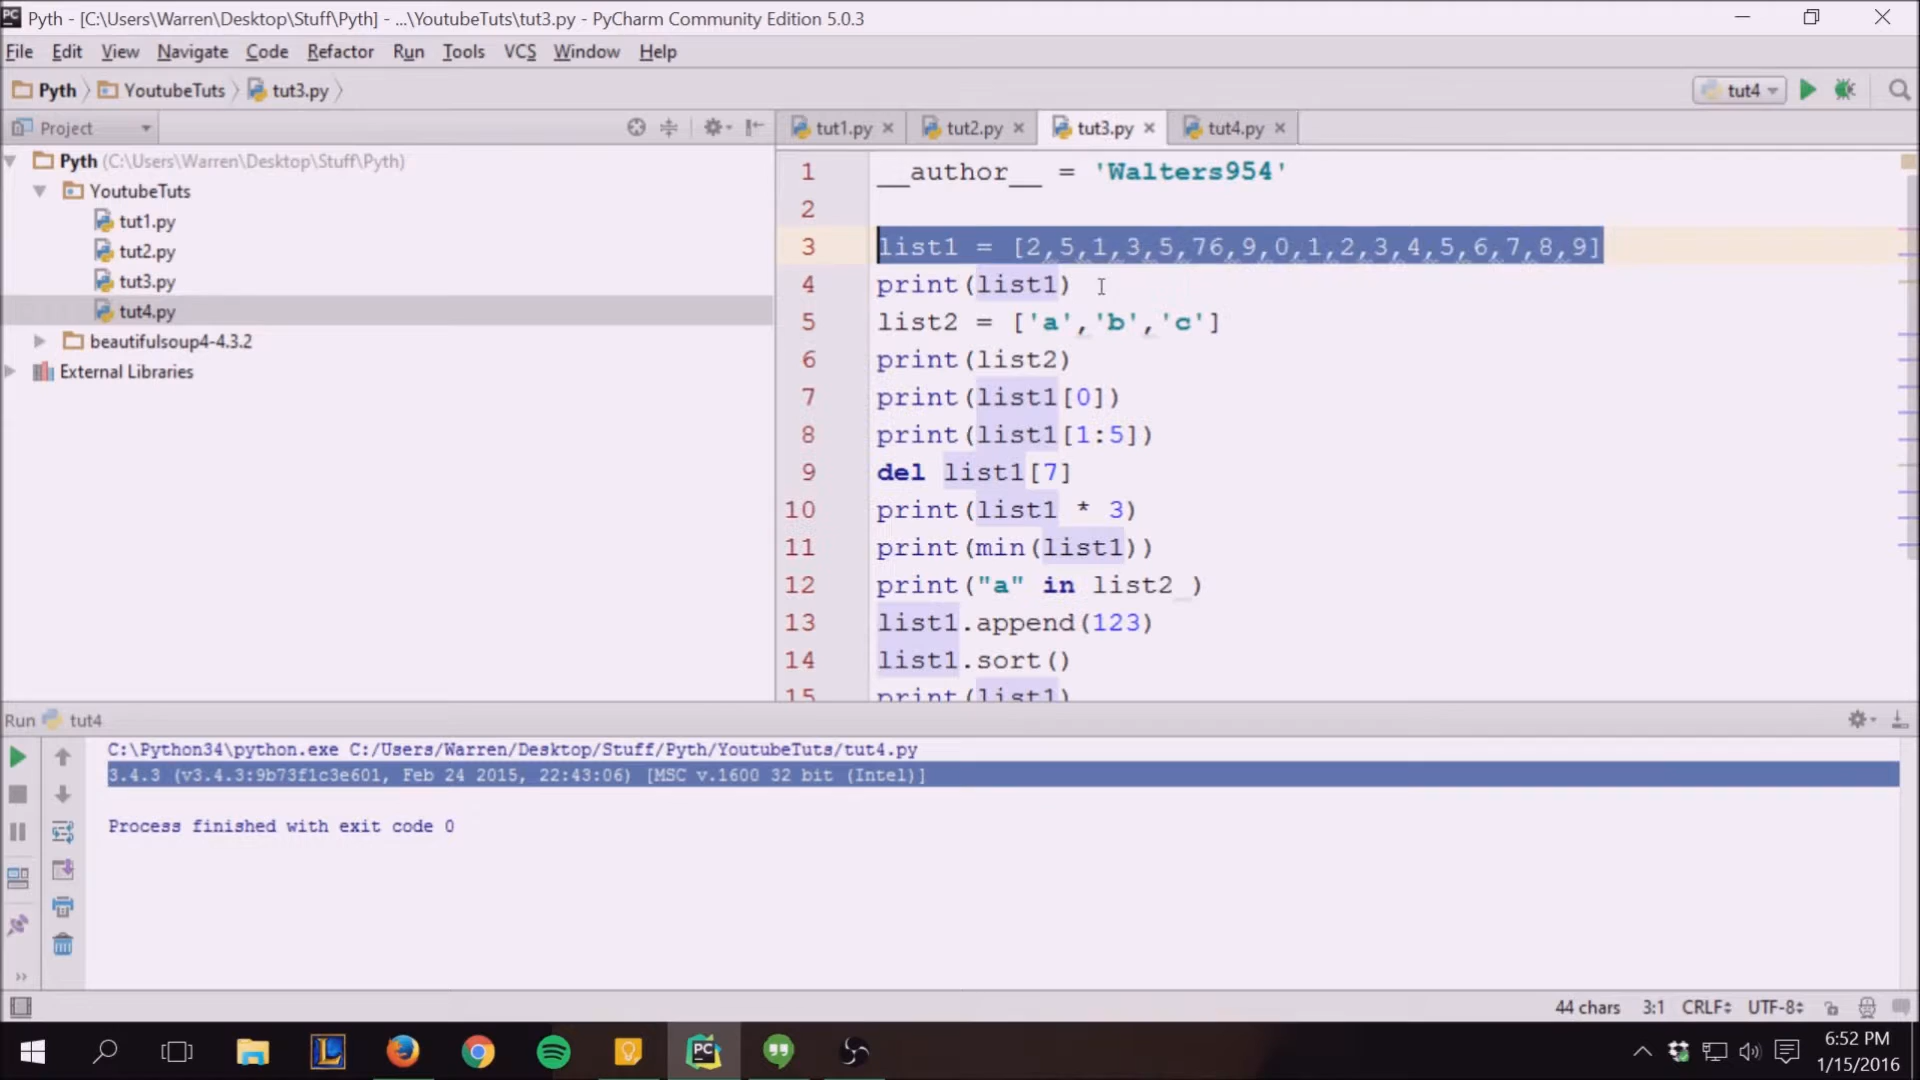 Pyth - [C:\Users\Warren\Desktop\Stuff\Pyth] - ...\YoutubeTuts\tut3.py - PyCharm Community Edition 5.0.3
File Edit View Navigate Code Refactor Run Tools VCS Window Help
Pyth YoutubeTuts tut3.py
tut4
Project
tut1.py tut2.py tut3.py tut4.py
Pyth (C:\Users\Warren\Desktop\Stuff\Pyth)
YoutubeTuts
tut1.py
tut2.py
tut3.py
tut4.py
beautifulsoup4-4.3.2
External Libraries
1 __author__ = 'Walters954'
2
3 list1 = [2,5,1,3,5,76,9,0,1,2,3,4,5,6,7,8,9]
4 print(list1)
5 list2 = ['a','b','c']
6 print(list2)
7 print(list1[0])
8 print(list1[1:5])
9 del list1[7]
10 print(list1 * 3)
11 print(min(list1))
12 print("a" in list2 )
13 list1.append(123)
14 list1.sort()
15 print(list1)
Run tut4
C:\Python34\python.exe C:/Users/Warren/Desktop/Stuff/Pyth/YoutubeTuts/tut4.py
3.4.3 (v3.4.3:9b73f1c3e601, Feb 24 2015, 22:43:06) [MSC v.1600 32 bit (Intel)]
Process finished with exit code 0
44 chars 3:1 CRLF UTF-8
6:52 PM
1/15/2016